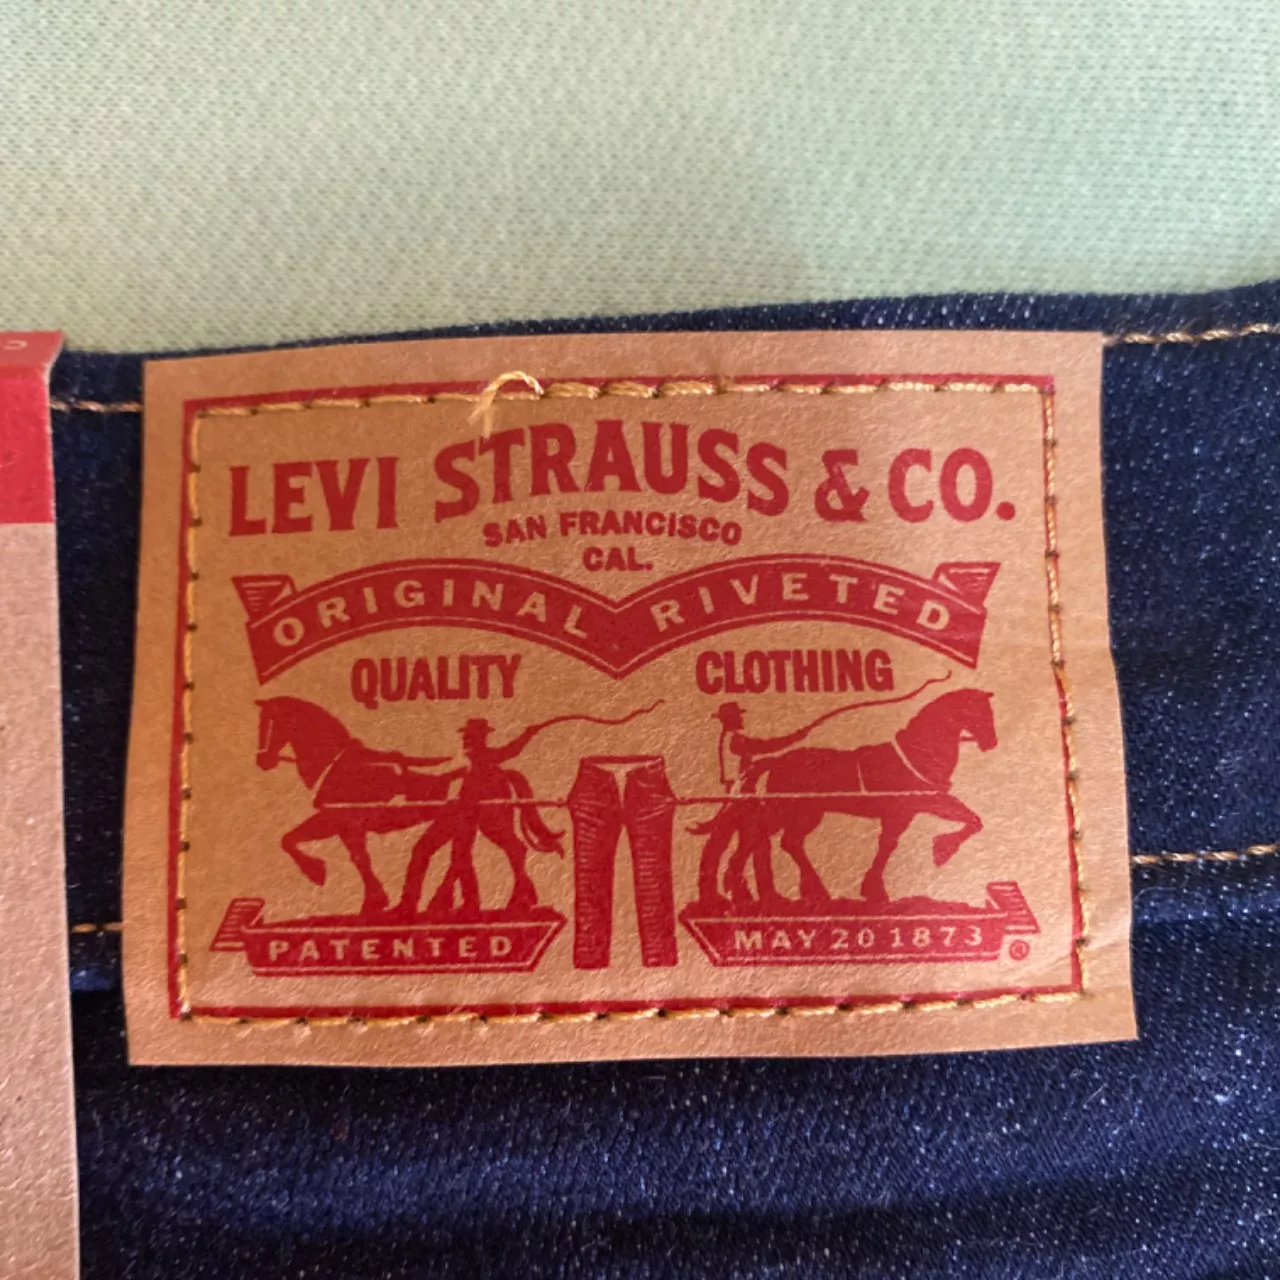 LEVI STRAUSS & CO.
SAN FRANCISCO
CAL.
ORIGINAL RIVETED
QUALITY CLOTHING
PATENTED MAY 20 1873 ®